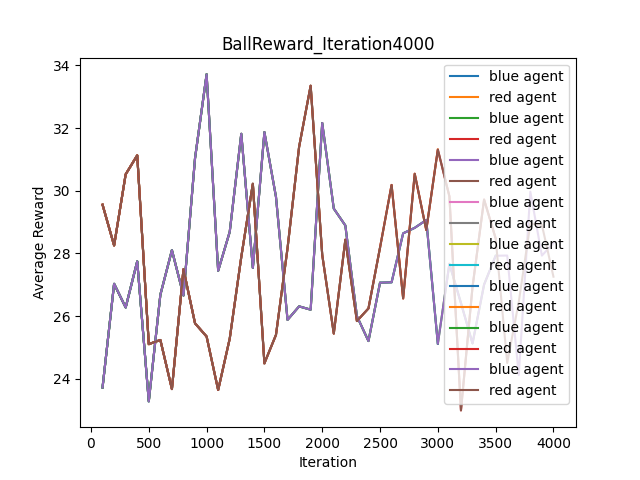 BallReward_Iteration4000
34
32
30
28
26
24
Average Reward
0 500 1000 1500 2000 2500 3000 3500 4000
Iteration
blue agent
red agent
blue agent
red agent
blue agent
red agent
blue agent
red agent
blue agent
red agent
blue agent
red agent
blue agent
red agent
blue agent
red agent